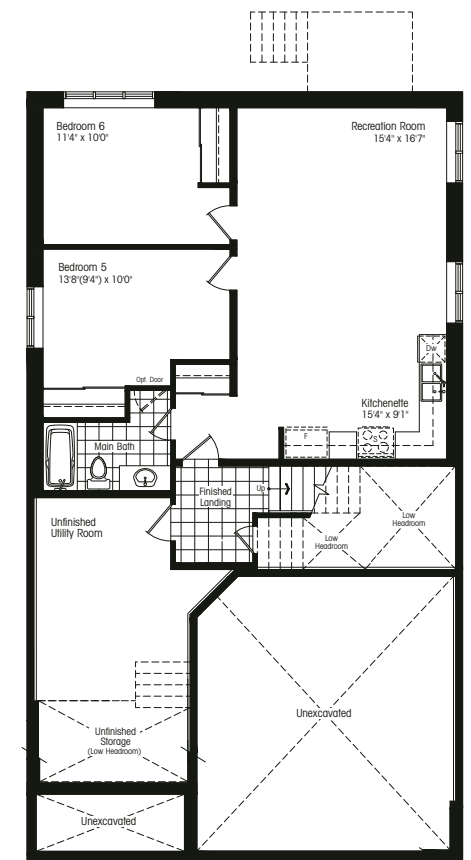 Bedroom 6
11'4" x 10'0"
Recreation Room
15'4" x 16'7"
Bedroom 5
13'8"(9'4") x 10'0"
Dw
Opt. Door
Kitchenette
15'4" x 9'1"
Main Bath
F
S
Finished
Landing
Up
Unfinished
Utility Room
Low
Headroom
Low
Headroom
Unexcavated
Unfinished
Storage
(Low Headroom)
Unexcavated